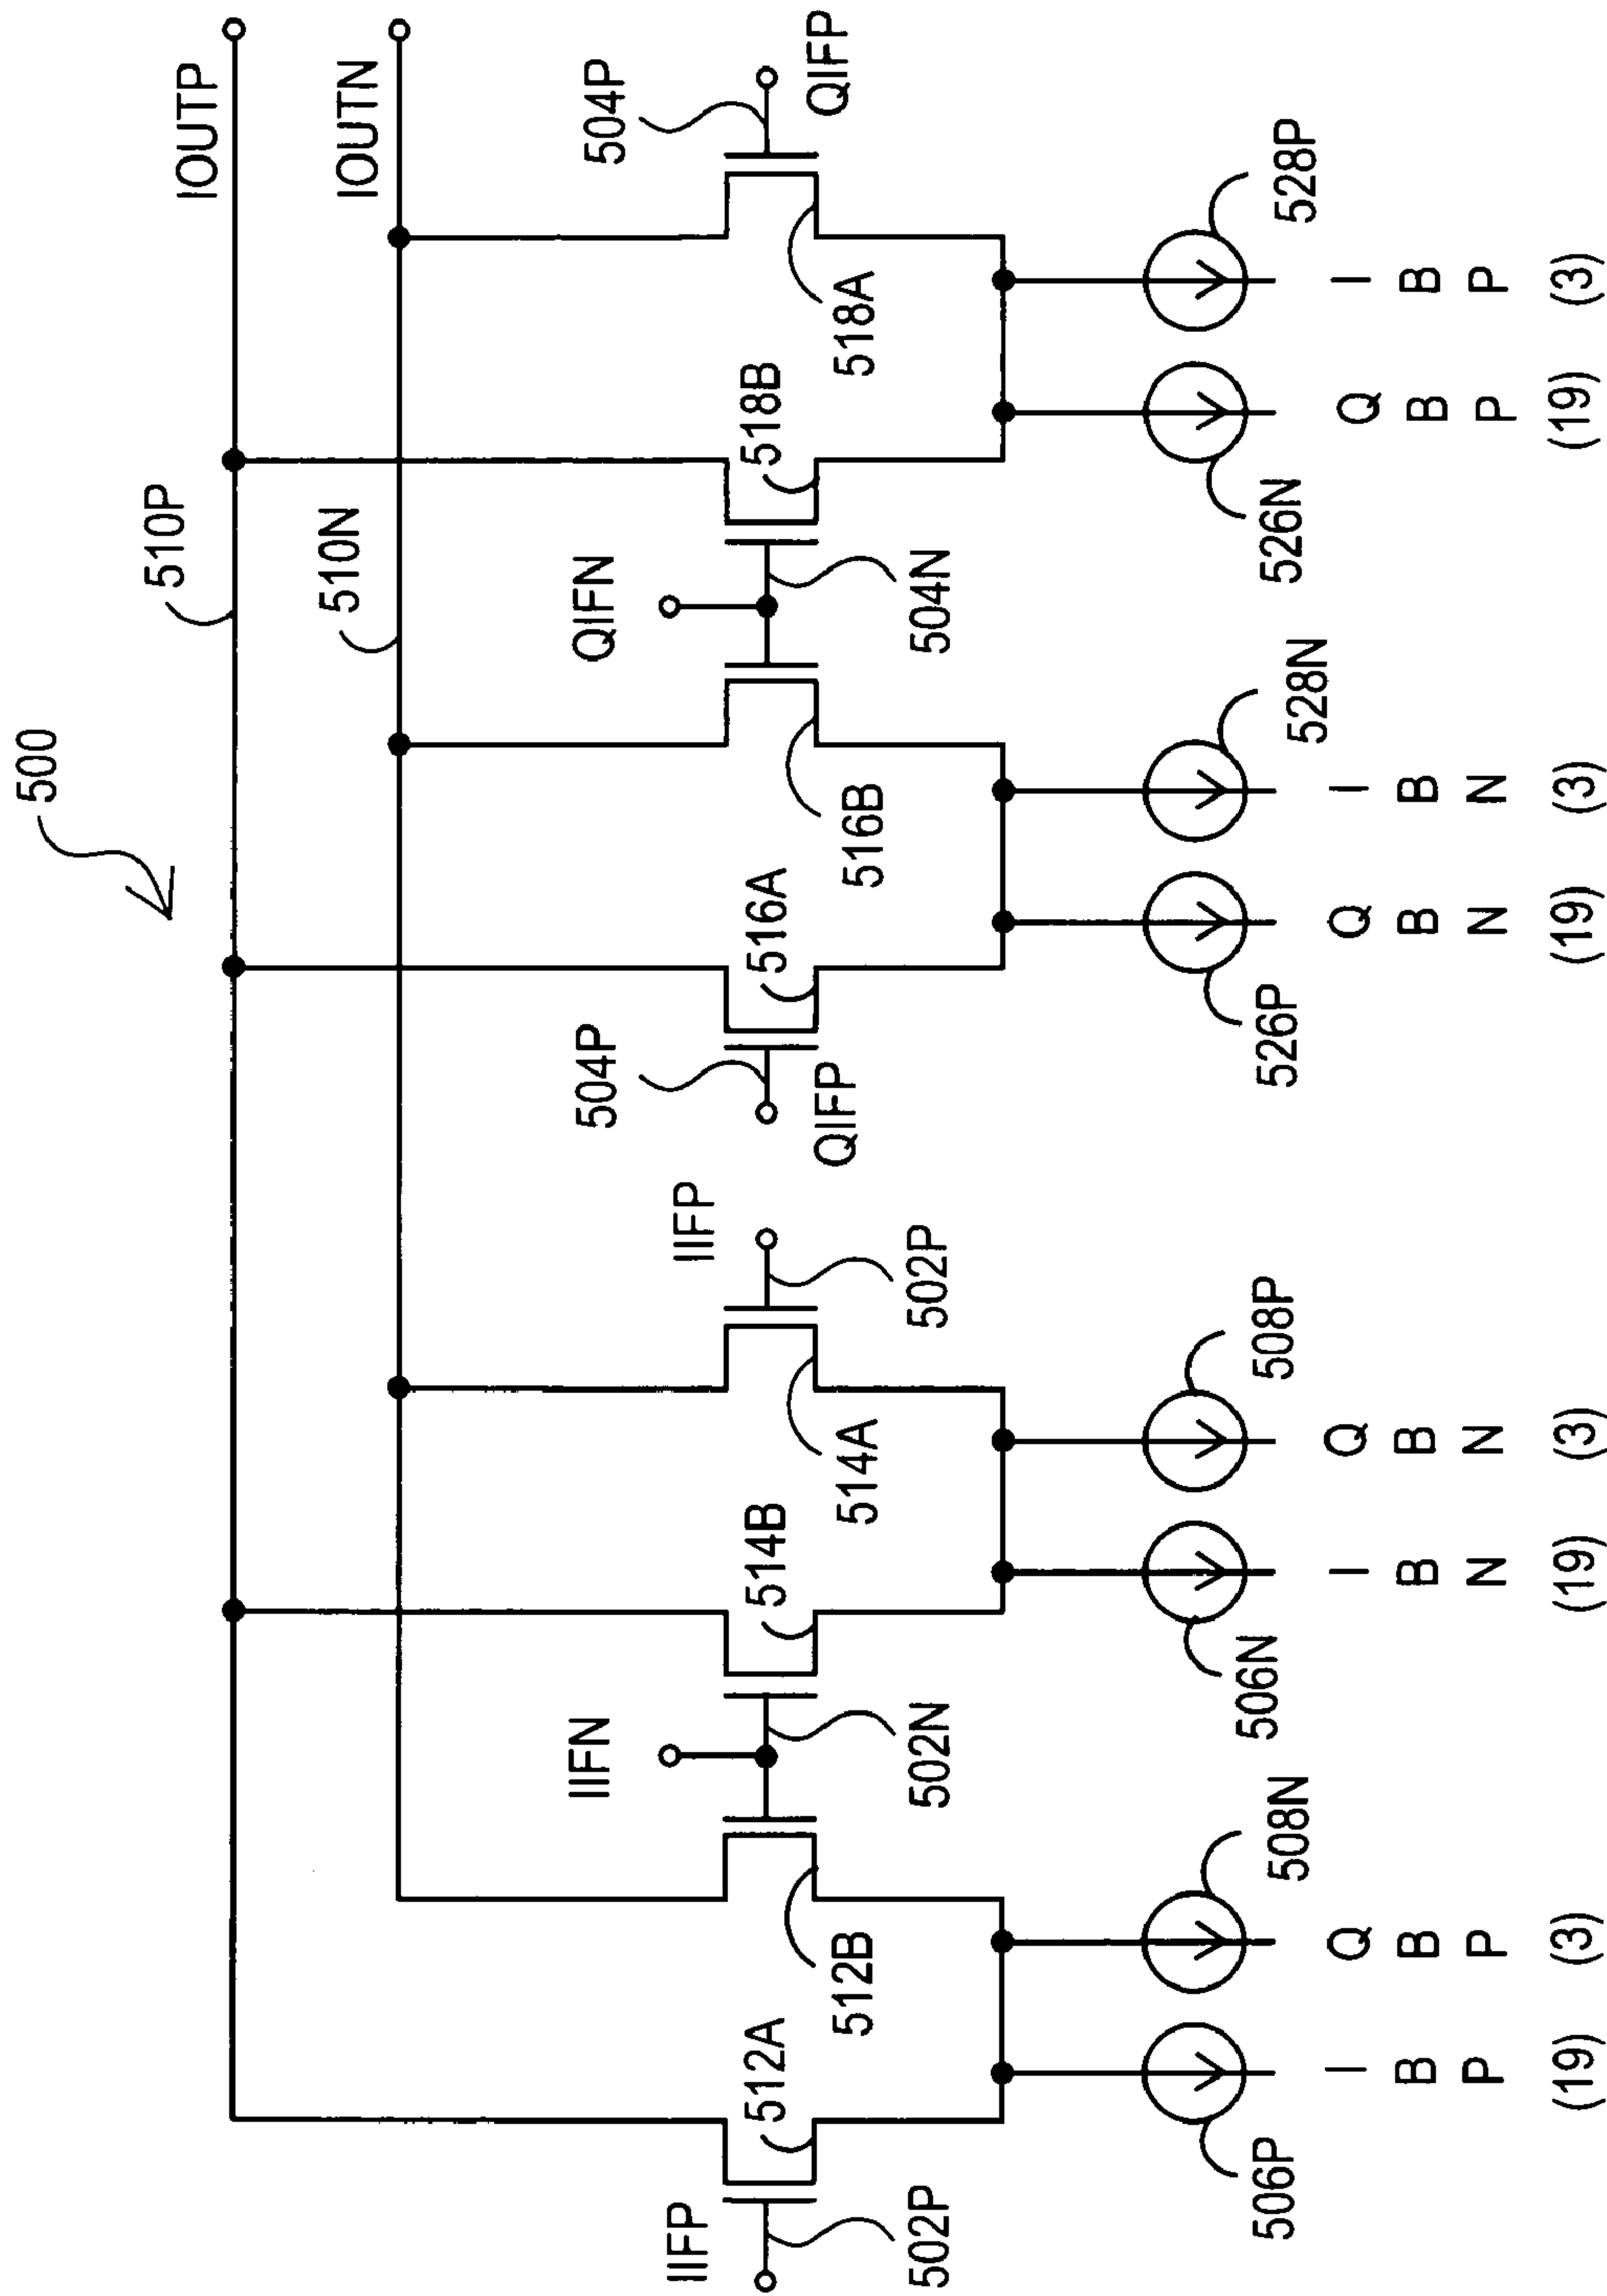 500
510P
IOUTP
510N
IOUTN
IIFN
QIFN
IIFP
502P
512A
512B
502N
514B
514A
IIFP
502P
504P
QIFP
516A
516B
504N
518B
518A
504P
QIFP
506P
508N
506N
508P
526P
528N
526N
528P
I B P (19)
Q B P (3)
I B N (19)
Q B N (3)
Q B N (19)
I B N (3)
Q B P (19)
I B P (3)